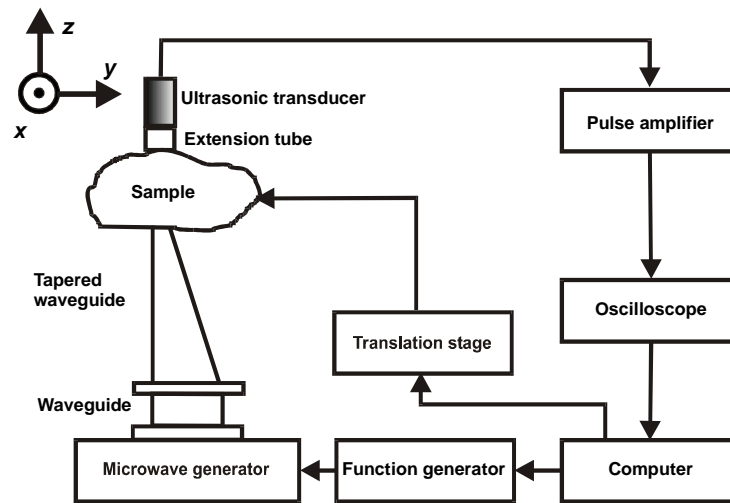 z
y
x
Ultrasonic transducer
Extension tube
Pulse amplifier
Sample
Tapered
waveguide
Oscilloscope
Translation stage
Waveguide
Microwave generator
Function generator
Computer